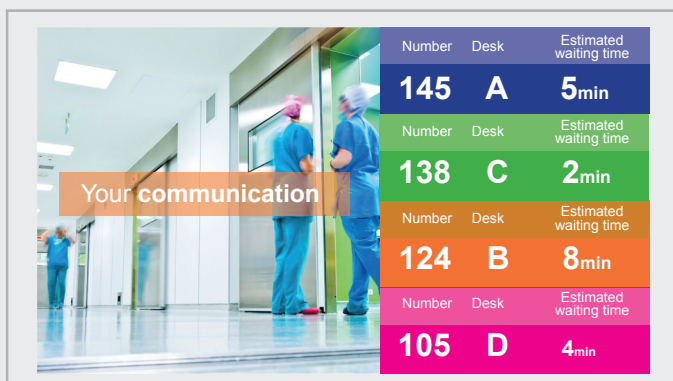 Your communication
Number Desk Estimated waiting time
145 A 5min
Number Desk Estimated waiting time
138 C 2min
Number Desk Estimated waiting time
124 B 8min
Number Desk Estimated waiting time
105 D 4min